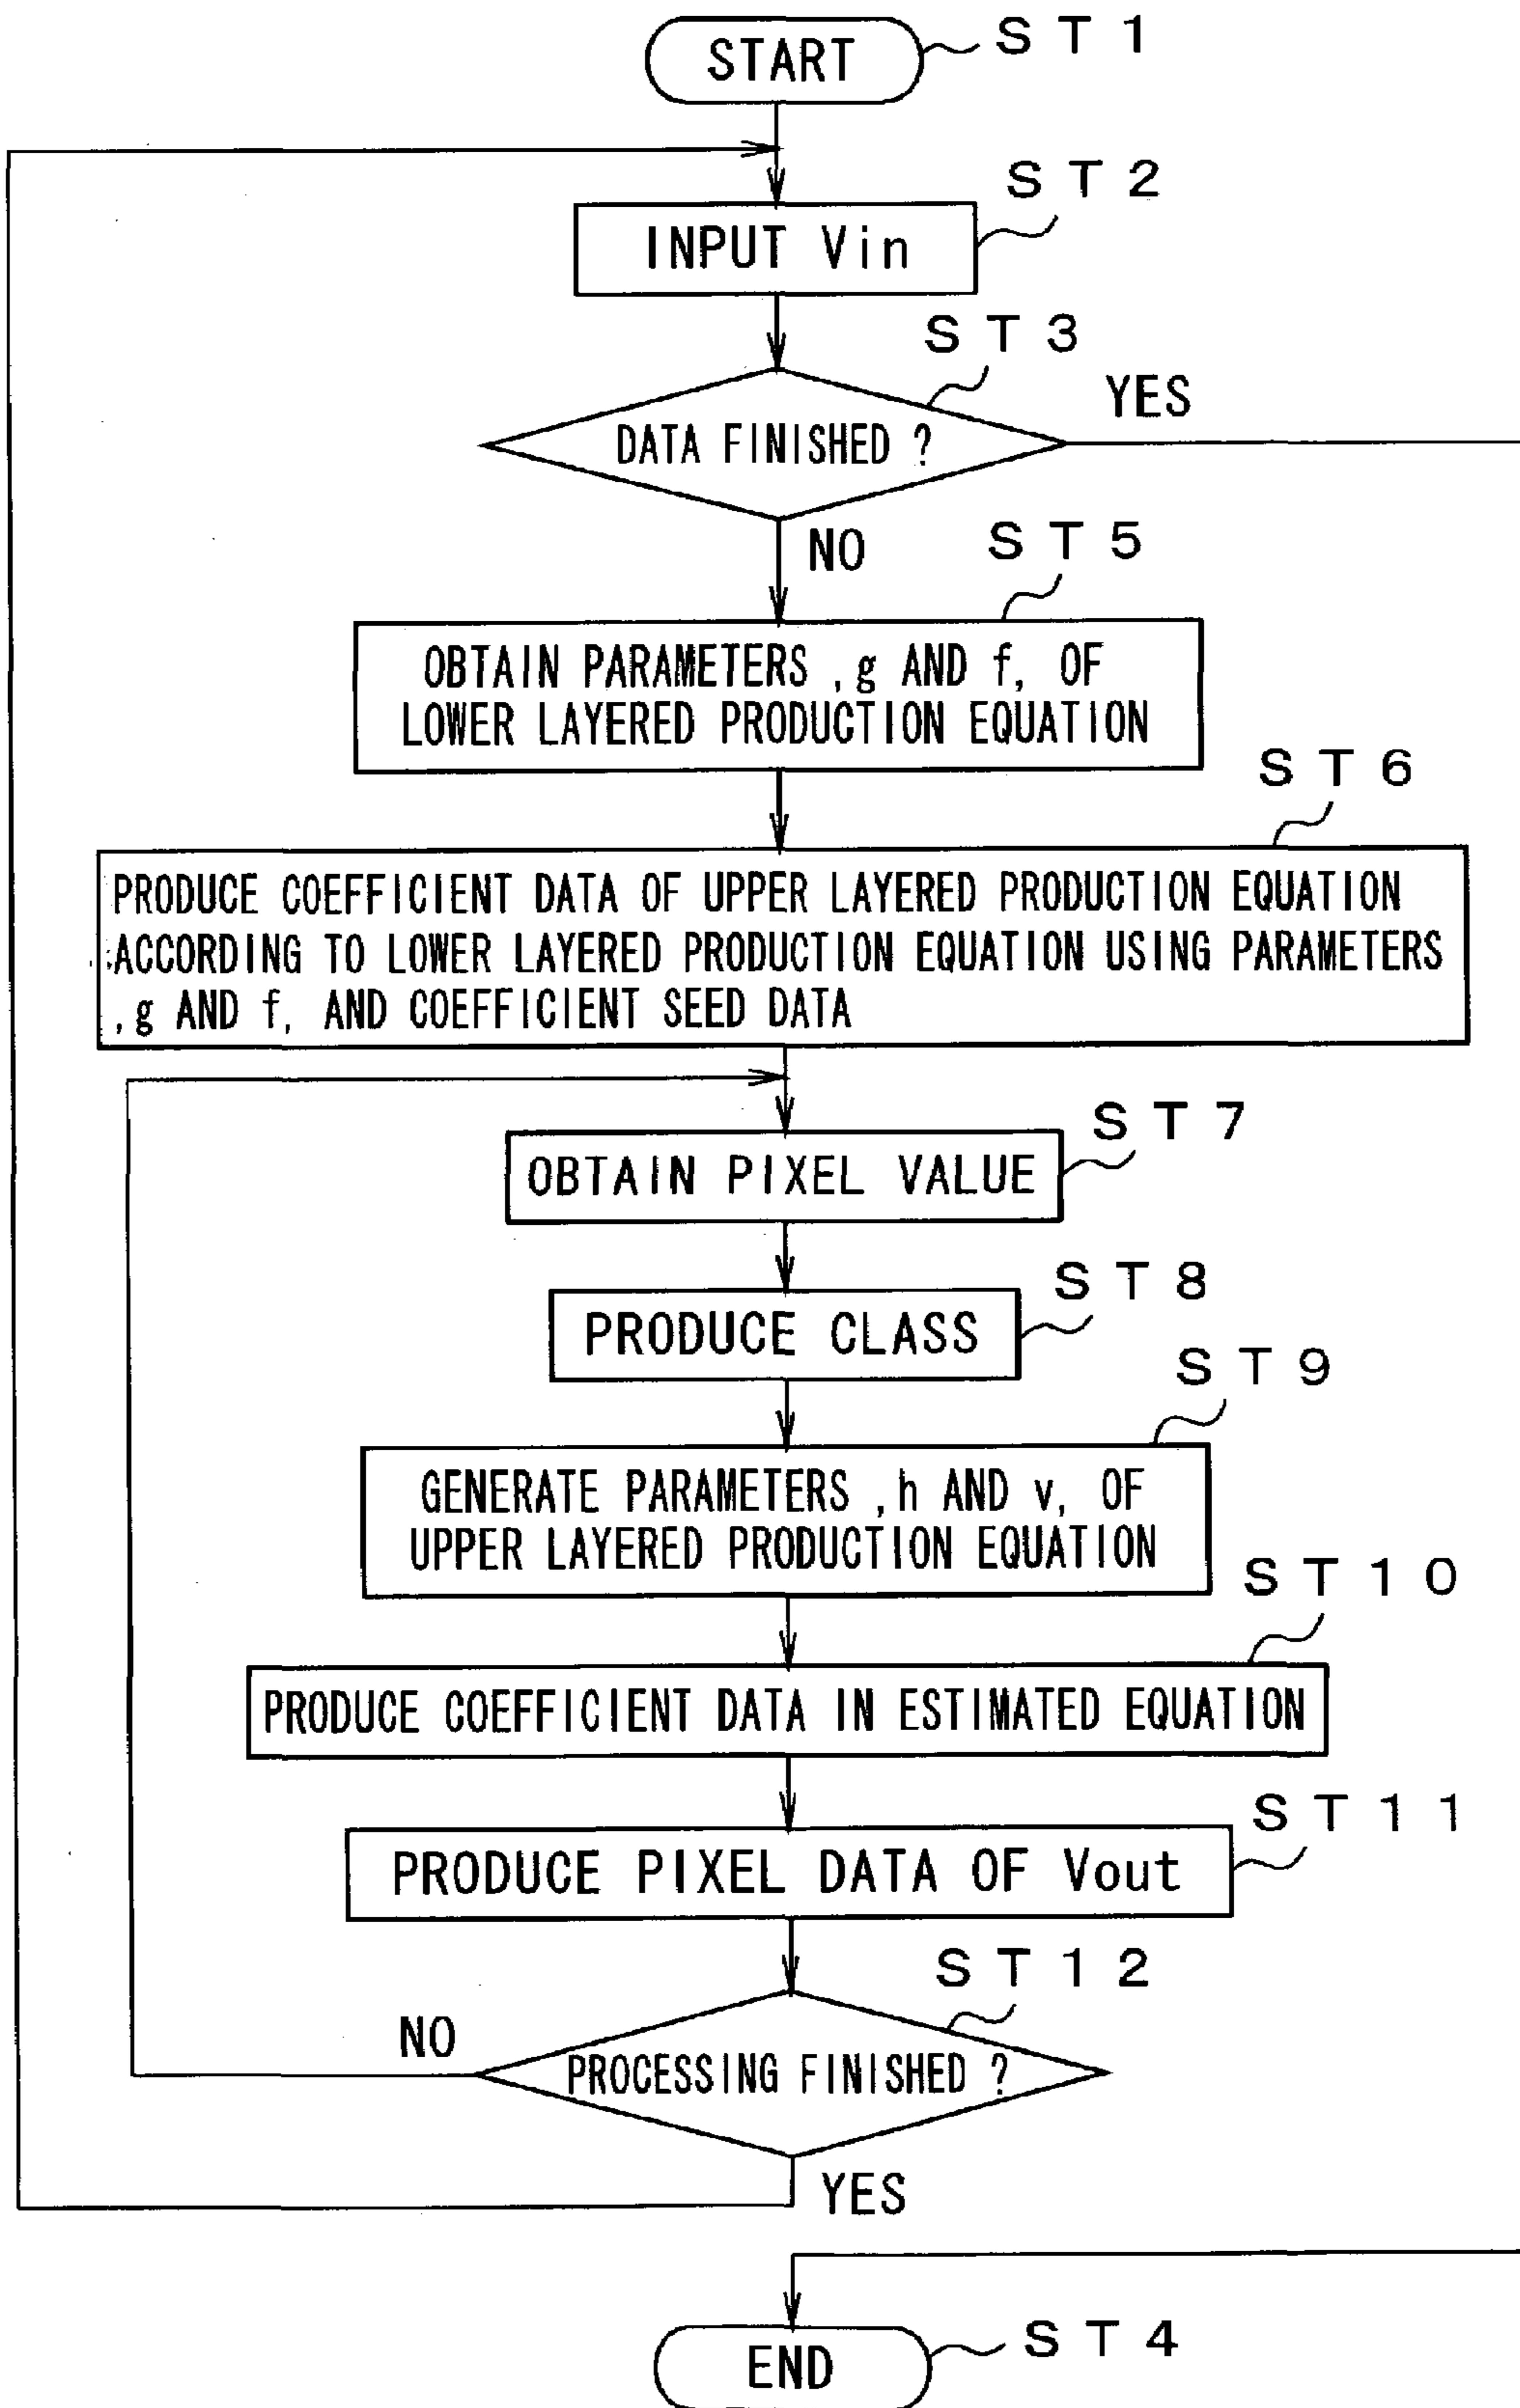 START
ST1
ST2
INPUT Vin
ST3
YES
DATA FINISHED ?
NO
ST5
OBTAIN PARAMETERS ,g AND f, OF
LOWER LAYERED PRODUCTION EQUATION
ST6
PRODUCE COEFFICIENT DATA OF UPPER LAYERED PRODUCTION EQUATION
ACCORDING TO LOWER LAYERED PRODUCTION EQUATION USING PARAMETERS
,g AND f, AND COEFFICIENT SEED DATA
ST7
OBTAIN PIXEL VALUE
ST8
PRODUCE CLASS
ST9
GENERATE PARAMETERS ,h AND v, OF
UPPER LAYERED PRODUCTION EQUATION
ST10
PRODUCE COEFFICIENT DATA IN ESTIMATED EQUATION
ST11
PRODUCE PIXEL DATA OF Vout
ST12
NO
PROCESSING FINISHED ?
YES
END
ST4